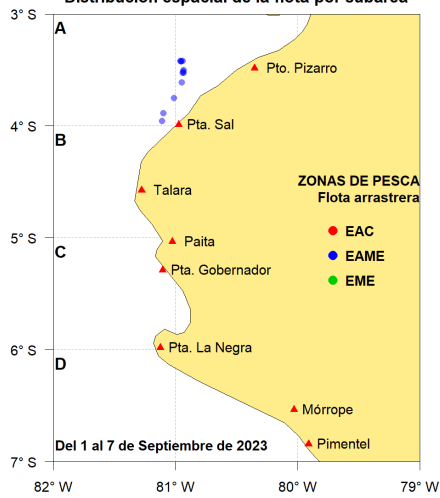 Distribución espacial de la flota por subárea
3° S
A
Pto. Pizarro
4° S
Pta. Sal
B
ZONAS DE PESCA
Talara
Flota arrastrera
EAC
5° S
Paita
C
EAME
Pta. Gobernador
EME
6° S
Pta. La Negra
D
Mórrope
Del 1 al 7 de Septiembre de 2023
Pimentel
7° S
82° W
81° W
80° W
79° W